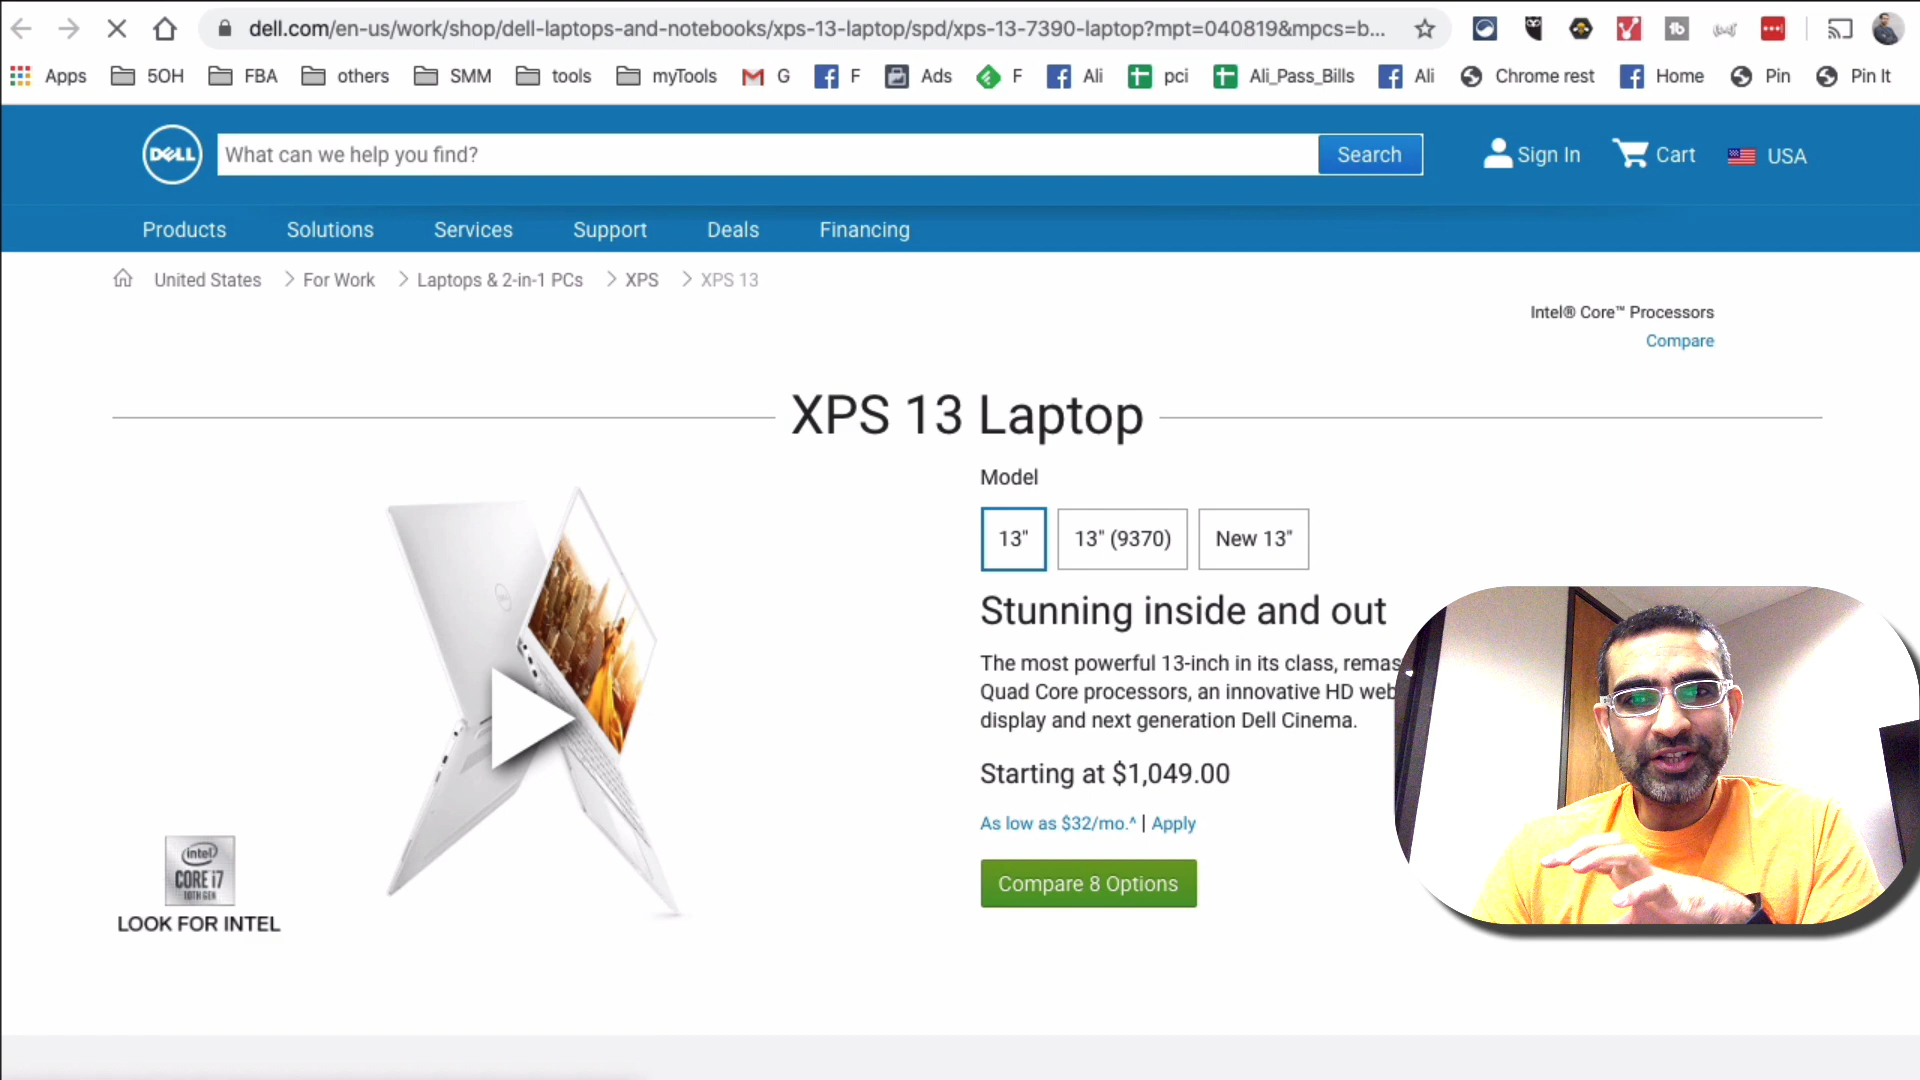 dell.com/en-us/work/shop/dell-laptops-and-notebooks/xps-13-laptop/spd/xps-13-7390-laptop?mpt=040819&mpcs=b...
Apps 5OH FBA others SMM tools myTools G F Ads F Ali pci Ali_Pass_Bills Ali Chrome rest Home Pin Pin It
DELL What can we help you find? Search Sign In Cart USA
Products Solutions Services Support Deals Financing
United States > For Work > Laptops & 2-in-1 PCs > XPS > XPS 13
Intel® Core™ Processors
Compare
XPS 13 Laptop
Model
13" 13" (9370) New 13"
Stunning inside and out
The most powerful 13-inch in its class, remas
Quad Core processors, an innovative HD web
display and next generation Dell Cinema.
Starting at $1,049.00
As low as $32/mo.^ | Apply
Compare 8 Options
intel
CORE i7
10TH GEN
LOOK FOR INTEL